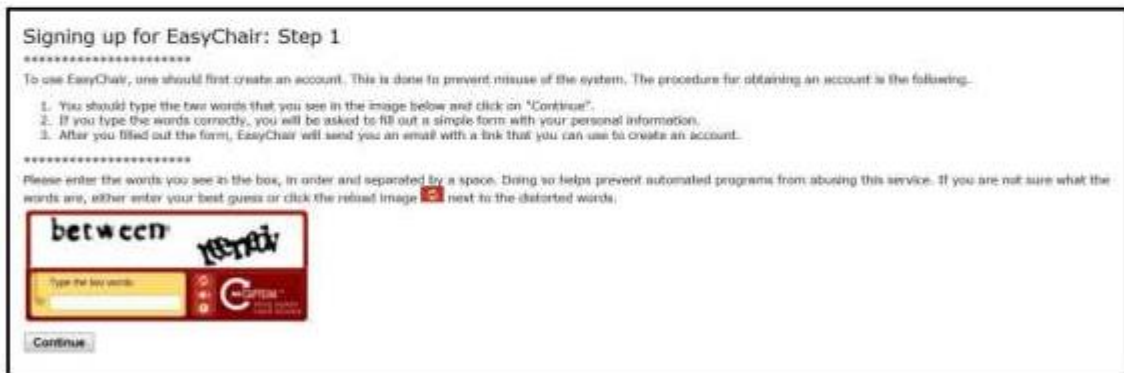 Signing up for EasyChair: Step 1
**********************
To use EasyChair, one should first create an account. This is done to prevent misuse of the system. The procedure for obtaining an account is the following.
1. You should type the two words that you see in the image below and click on "Continue".
2. If you type the words correctly, you will be asked to fill out a simple form with your personal information.
3. After you filled out the form, EasyChair will send you an email with a link that you can use to create an account.
**********************
Please enter the words you see in the box, in order and separated by a space. Doing so helps prevent automated programs from abusing this service. If you are not sure what the
words are, either enter your best guess or click the reload image next to the distorted words.
Type the two words:
Continue